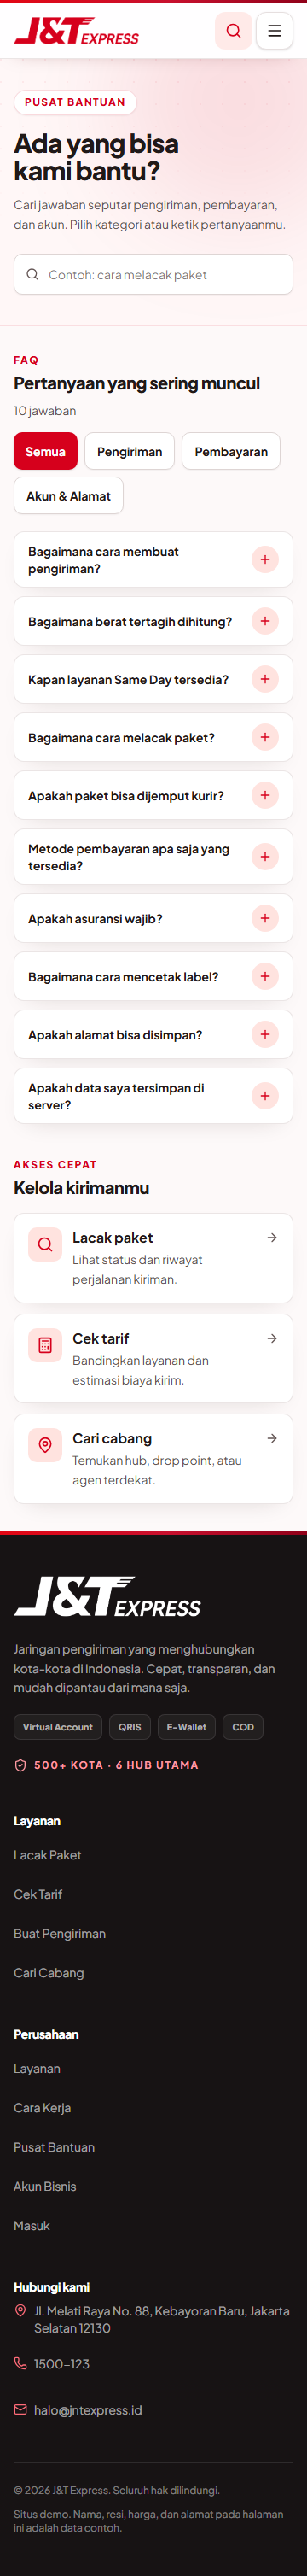 J&T EXPRESS
PUSAT BANTUAN
Ada yang bisa
kami bantu?
Cari jawaban seputar pengiriman, pembayaran,
dan akun. Pilih kategori atau ketik pertanyaanmu.
Contoh: cara melacak paket
FAQ
Pertanyaan yang sering muncul
10 jawaban
Semua
Pengiriman
Pembayaran
Akun & Alamat
Bagaimana cara membuat
pengiriman?
Bagaimana berat tertagih dihitung?
Kapan layanan Same Day tersedia?
Bagaimana cara melacak paket?
Apakah paket bisa dijemput kurir?
Metode pembayaran apa saja yang
tersedia?
Apakah asuransi wajib?
Bagaimana cara mencetak label?
Apakah alamat bisa disimpan?
Apakah data saya tersimpan di
server?
AKSES CEPAT
Kelola kirimanmu
Lacak paket
Lihat status dan riwayat
perjalanan kiriman.
Cek tarif
Bandingkan layanan dan
estimasi biaya kirim.
Cari cabang
Temukan hub, drop point, atau
agen terdekat.
J&T EXPRESS
Jaringan pengiriman yang menghubungkan
kota-kota di Indonesia. Cepat, transparan, dan
mudah dipantau dari mana saja.
Virtual Account
QRIS
E-Wallet
COD
500+ KOTA · 6 HUB UTAMA
Layanan
Lacak Paket
Cek Tarif
Buat Pengiriman
Cari Cabang
Perusahaan
Layanan
Cara Kerja
Pusat Bantuan
Akun Bisnis
Masuk
Hubungi kami
Jl. Melati Raya No. 88, Kebayoran Baru, Jakarta
Selatan 12130
1500-123
halo@jntexpress.id
© 2026 J&T Express. Seluruh hak dilindungi.
Situs demo. Nama, resi, harga, dan alamat pada halaman
ini adalah data contoh.